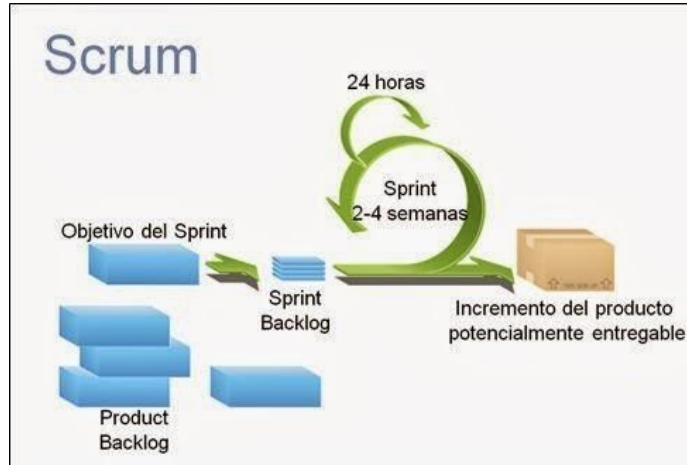 Scrum
24 horas
Sprint
2-4 semanas
Objetivo del Sprint
Sprint
Backlog
Incremento del producto
potencialmente entregable
Product
Backlog